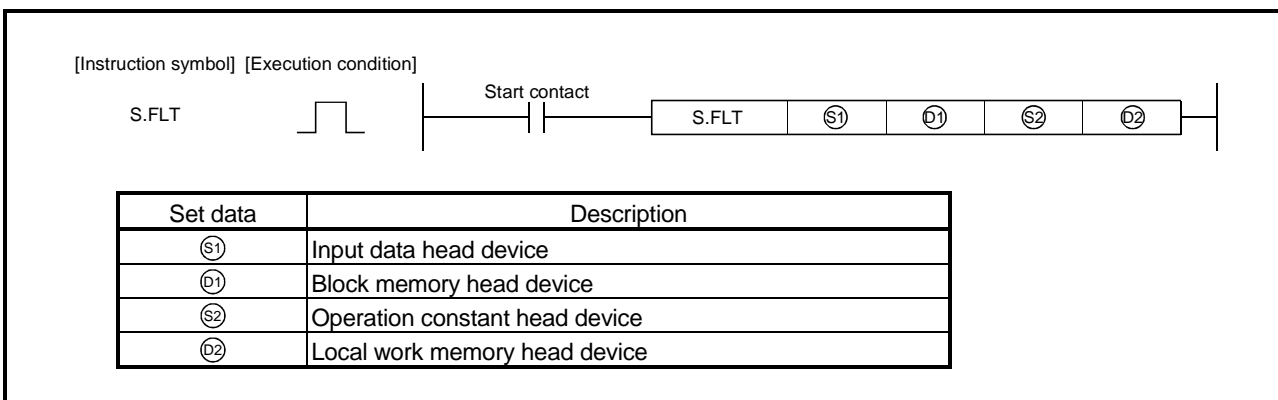 [Instruction symbol] [Execution condition]
Start contact
S.FLT S.FLT S1 D1 S2 D2
Set data Description
S1 Input data head device
D1 Block memory head device
S2 Operation constant head device
D2 Local work memory head device